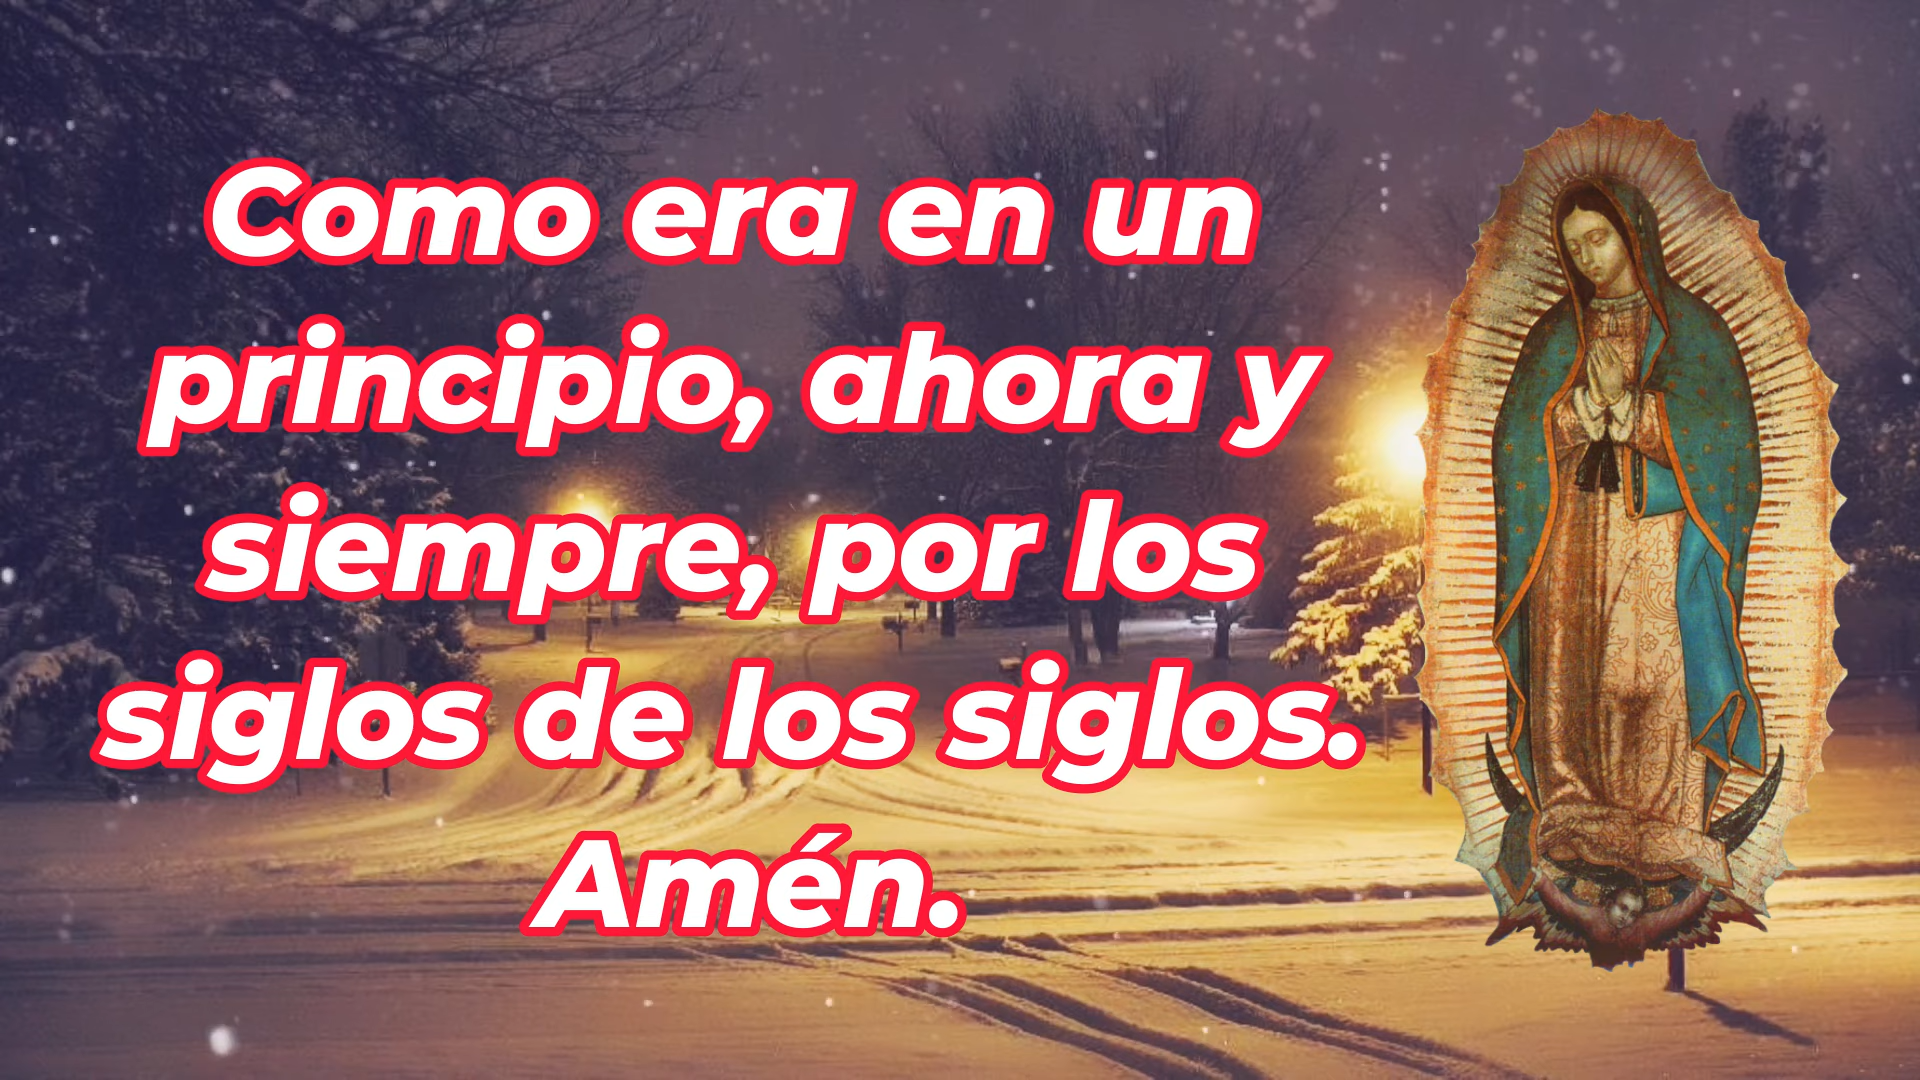 Como era en un
principio, ahora y
siempre, por los
siglos de los siglos.
Amén.